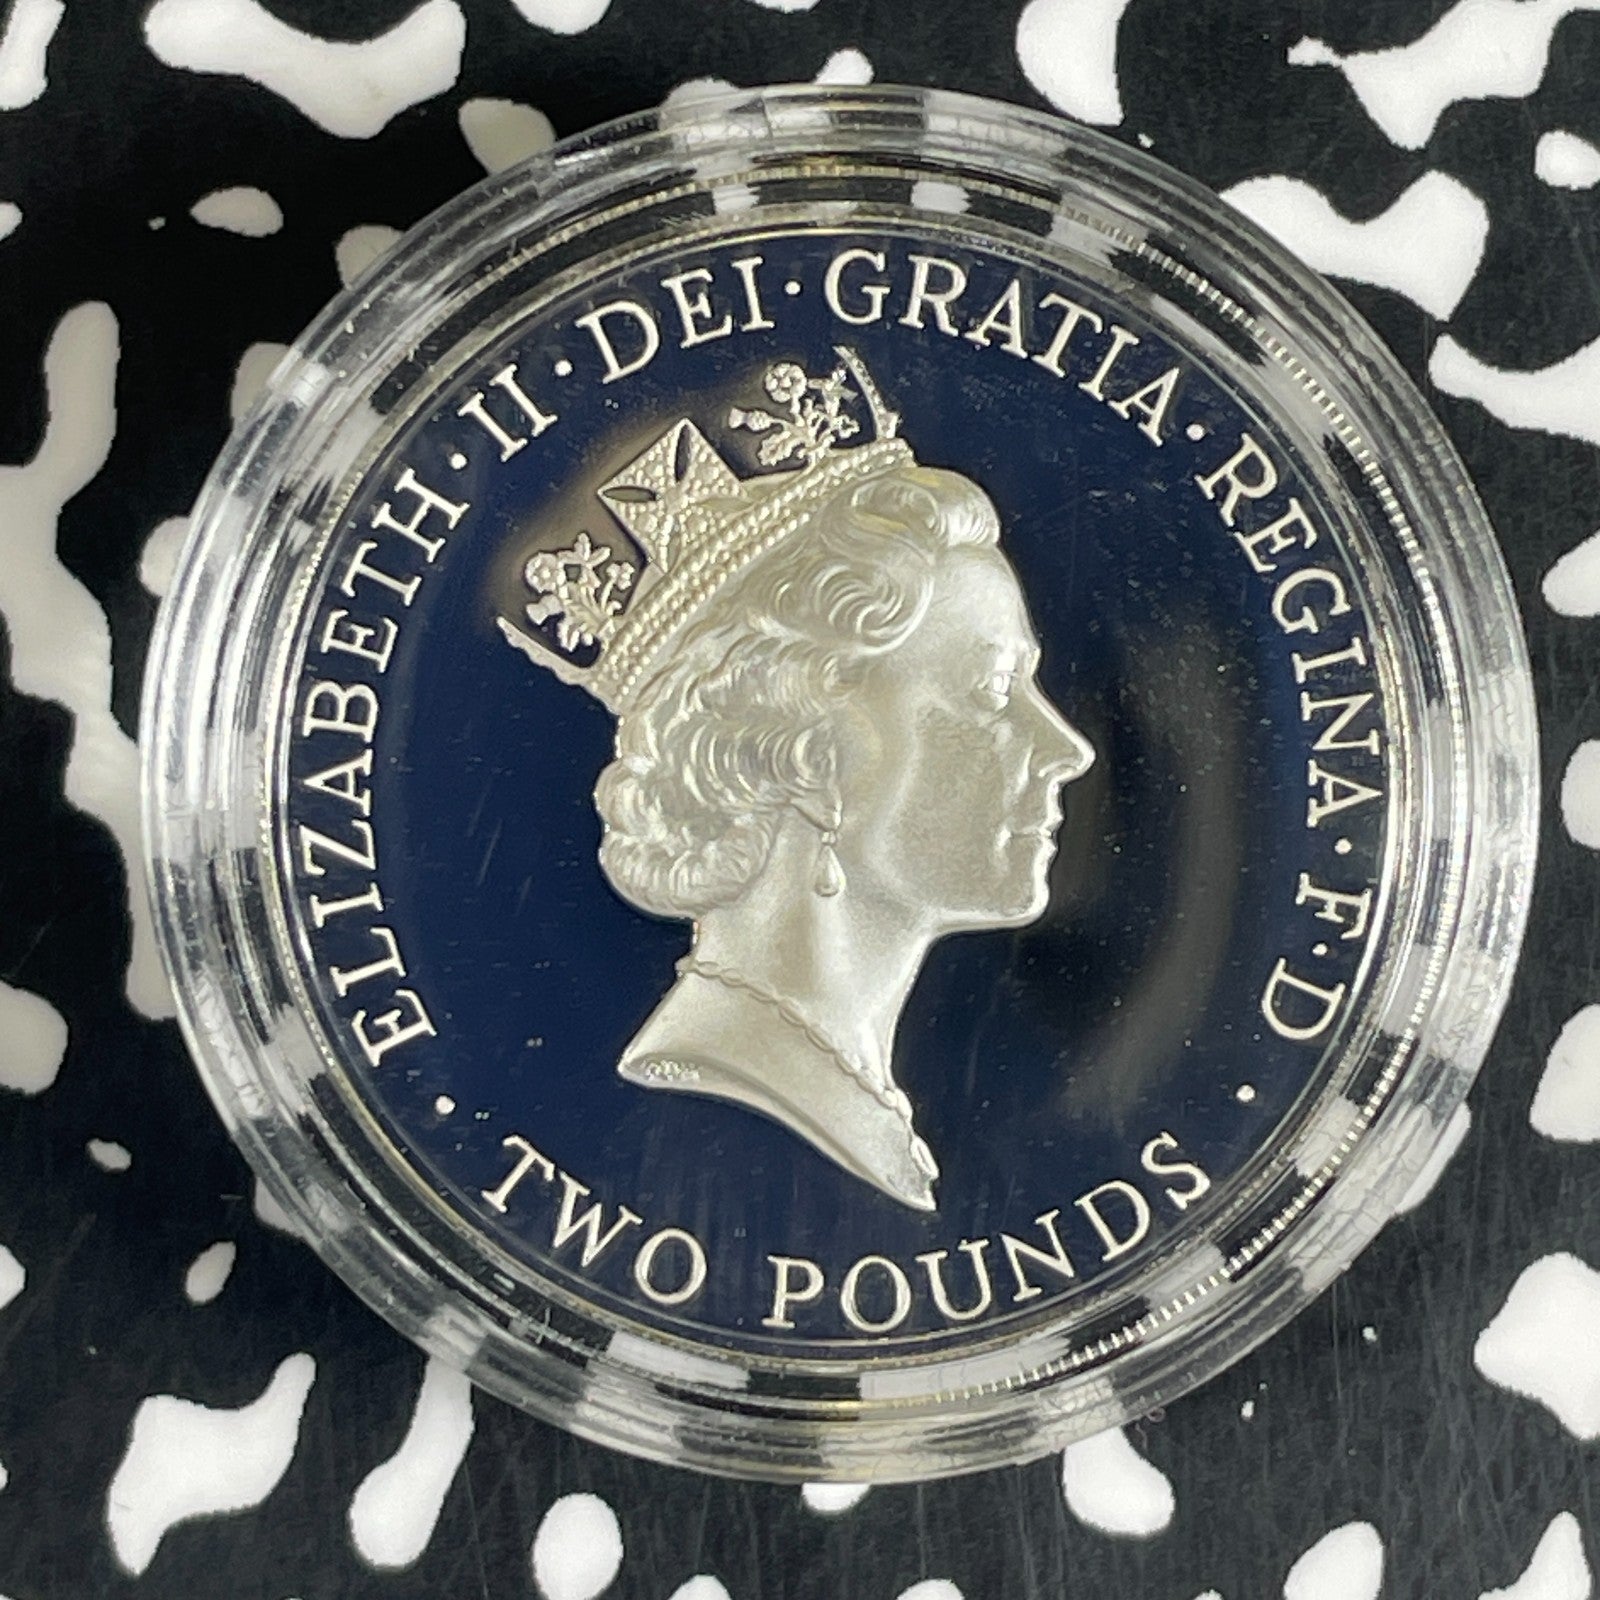 ELIZABETH · II · DEI · GRATIA · REGINA · F · D ·
TWO POUNDS ·